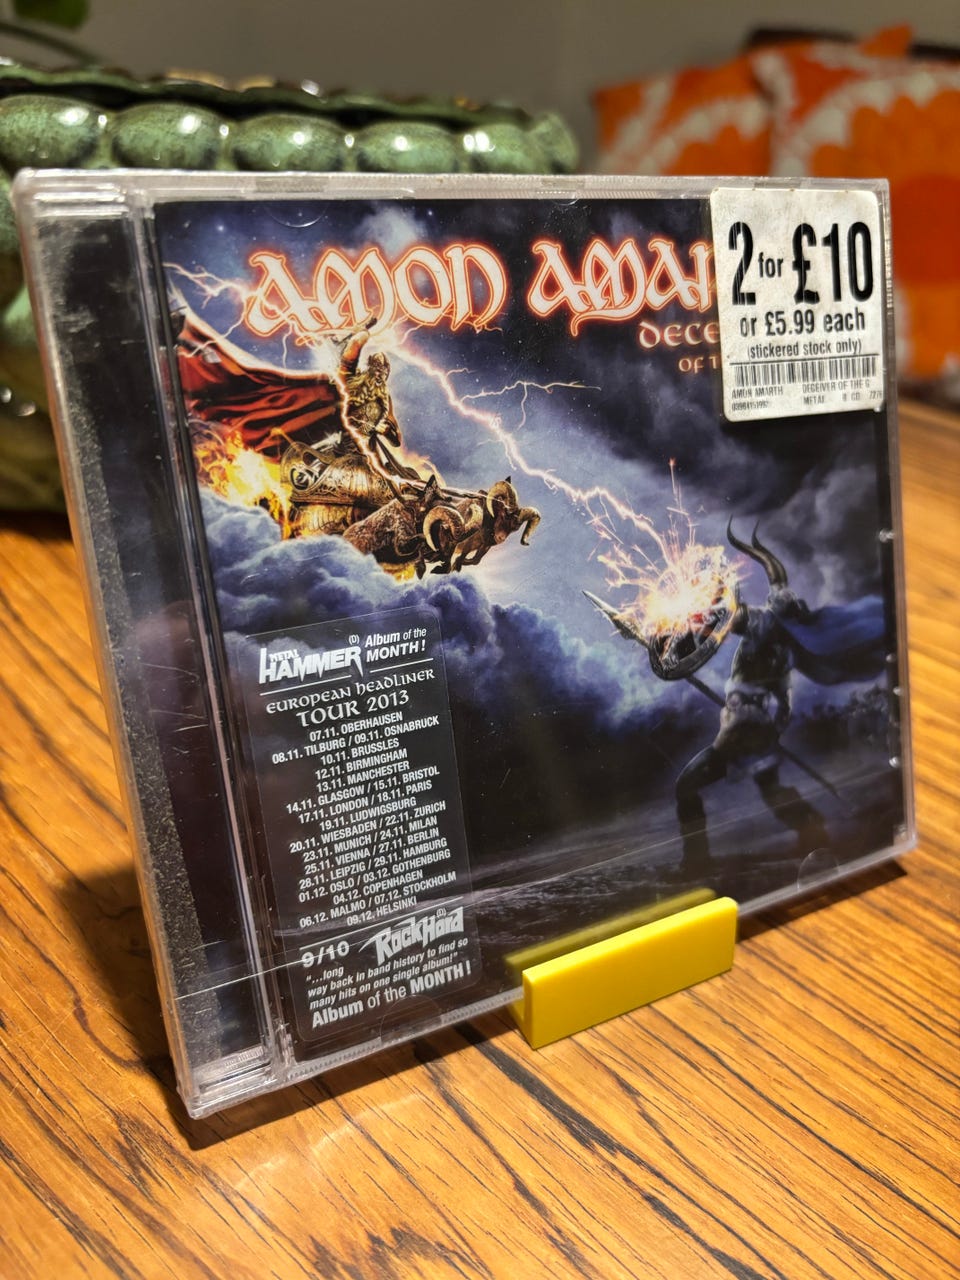 AMON AMAR
DECE
OF T
2 for £10
or £5.99 each
(stickered stock only)
AMON AMARTH DECEIVER OF THE G
METAL CD
METAL HAMMER (D) Album of the MONTH!
EUROPEAN HEADLINER
TOUR 2013
07.11. OBERHAUSEN
08.11. TILBURG / 09.11. OSNABRUCK
10.11. BRUSSLES
12.11. BIRMINGHAM
13.11. MANCHESTER
14.11. GLASGOW / 15.11. BRISTOL
17.11. LONDON / 18.11. PARIS
19.11. LUDWIGSBURG
20.11. WIESBADEN / 22.11. ZURICH
23.11. MUNICH / 24.11. MILAN
25.11. VIENNA / 27.11. BERLIN
28.11. LEIPZIG / 29.11. HAMBURG
01.12. OSLO / 03.12. GOTHENBURG
04.12. COPENHAGEN
06.12. MALMO / 07.12. STOCKHOLM
09.12. HELSINKI
9/10 RockHard (D)
"...long
way back in band history to find so
many hits on one single album!"
Album of the MONTH!